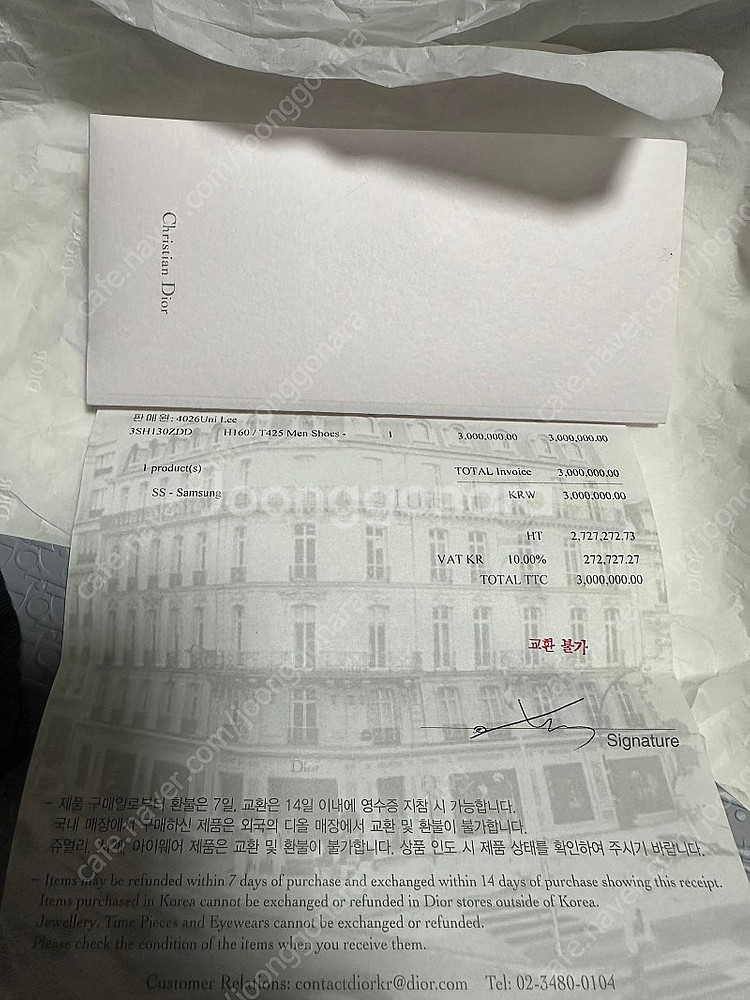 Christian Dior
판매원: 4026Uni Lee
3SH130ZDD H160 / T425 Men Shoes - 1 3,000,000.00 3,000,000.00
1 product(s) TOTAL Invoice 3,000,000.00
SS - Samsung KRW 3,000,000.00
HT 2,727,272.73
VAT KR 10.00% 272,727.27
TOTAL TTC 3,000,000.00
교환 불가
Signature
Dior
- 제품 구매일로부터 환불은 7일, 교환은 14일 이내에 영수증 지참 시 가능합니다.
국내 매장에서 구매하신 제품은 외국의 디올 매장에서 교환 및 환불이 불가합니다.
쥬얼리, 시계, 아이웨어 제품은 교환 및 환불이 불가합니다. 상품 인도 시 제품 상태를 확인하여 주시기 바랍니다.
- Items may be refunded within 7 days of purchase and exchanged within 14 days of purchase showing this receipt.
Items purchased in Korea cannot be exchanged or refunded in Dior stores outside of Korea.
Jewellery, Time Pieces and Eyewears cannot be exchanged or refunded.
Please check the condition of the items when you receive them.
Customer Relations: contactdiorkr@dior.com Tel: 02-3480-0104
joonggonara
cafe.naver.com/joonggonara